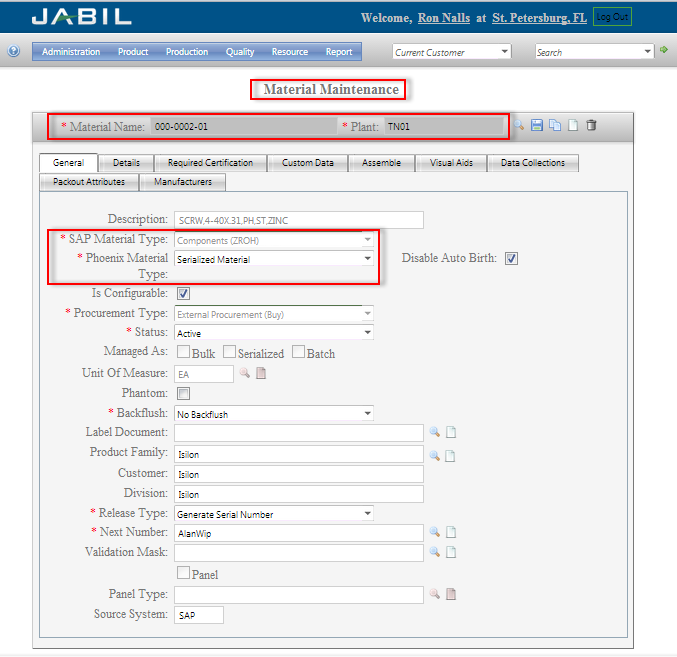 JABIL
Welcome, Ron Nalls at St. Petersburg, FL Log Out
? Administration Product Production Quality Resource Report Current Customer Search
Material Maintenance
* Material Name: 000-0002-01 * Plant: TN01
General Details Required Certification Custom Data Assemble Visual Aids Data Collections
Packout Attributes Manufacturers
Description: SCRW,4-40X.31,PH,ST,ZINC
* SAP Material Type: Components (ZROH)
* Phoenix Material Type: Serialized Material Disable Auto Birth:
Is Configurable:
* Procurement Type: External Procurement (Buy)
* Status: Active
Managed As: Bulk Serialized Batch
Unit Of Measure: EA
Phantom:
* Backflush: No Backflush
Label Document:
Product Family: Isilon
Customer: Isilon
Division: Isilon
* Release Type: Generate Serial Number
* Next Number: AlanWip
Validation Mask:
Panel
Panel Type:
Source System: SAP